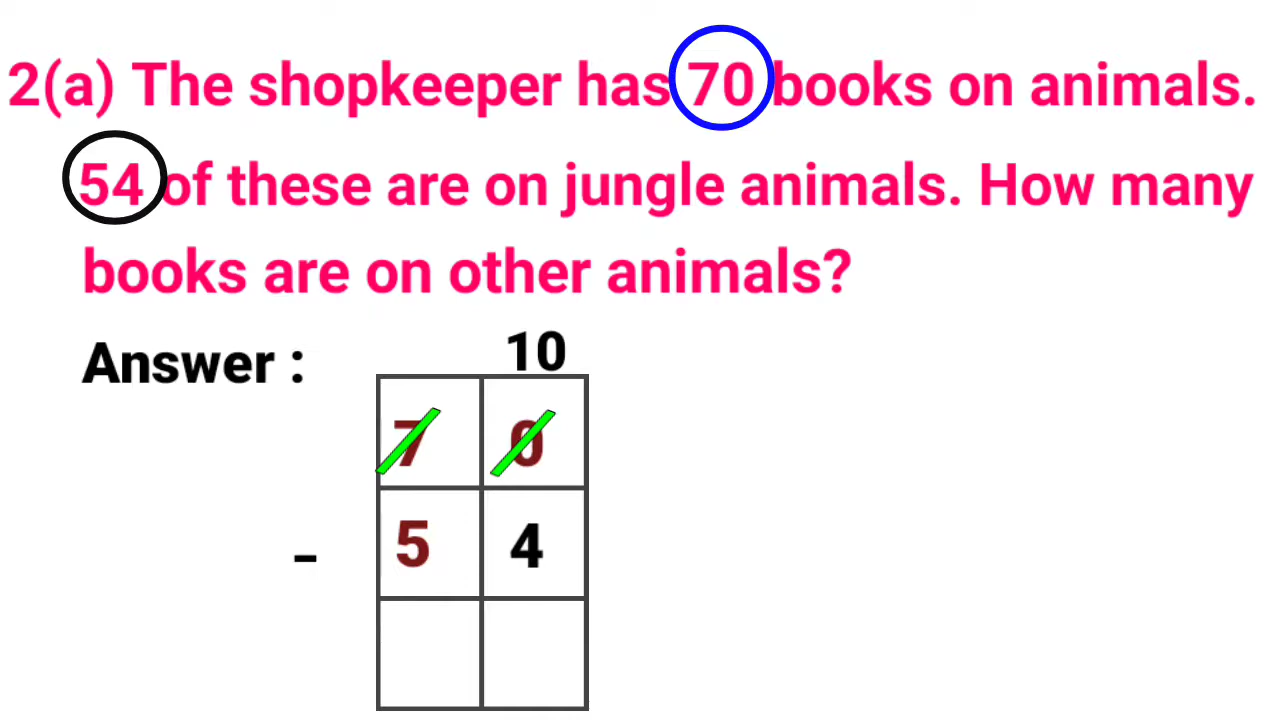 2(a) The shopkeeper has 70 books on animals.
54 of these are on jungle animals. How many
books are on other animals?
Answer :
10
7 0
- 5 4